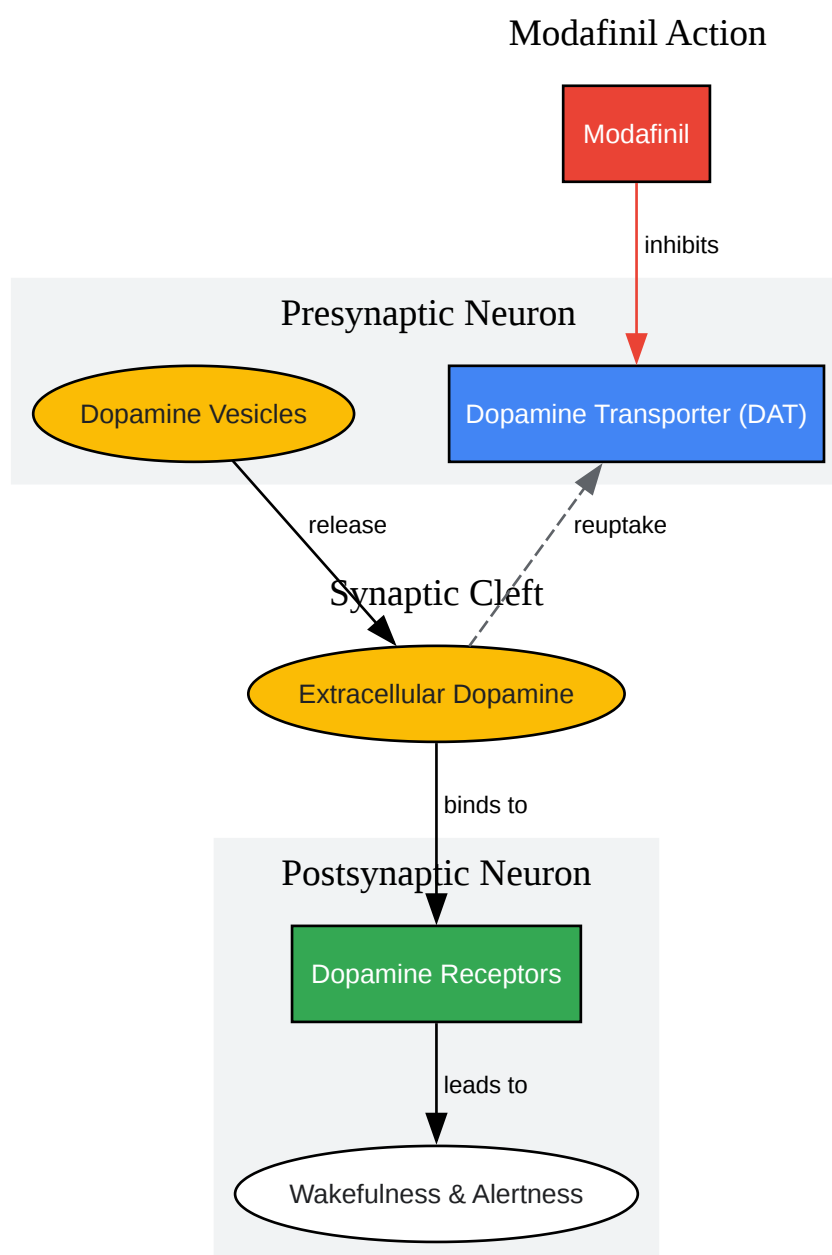 Modafinil Action
Modafinil
inhibits
Presynaptic Neuron
Dopamine Vesicles
Dopamine Transporter (DAT)
release
reuptake
Synaptic Cleft
Extracellular Dopamine
binds to
Postsynaptic Neuron
Dopamine Receptors
leads to
Wakefulness & Alertness